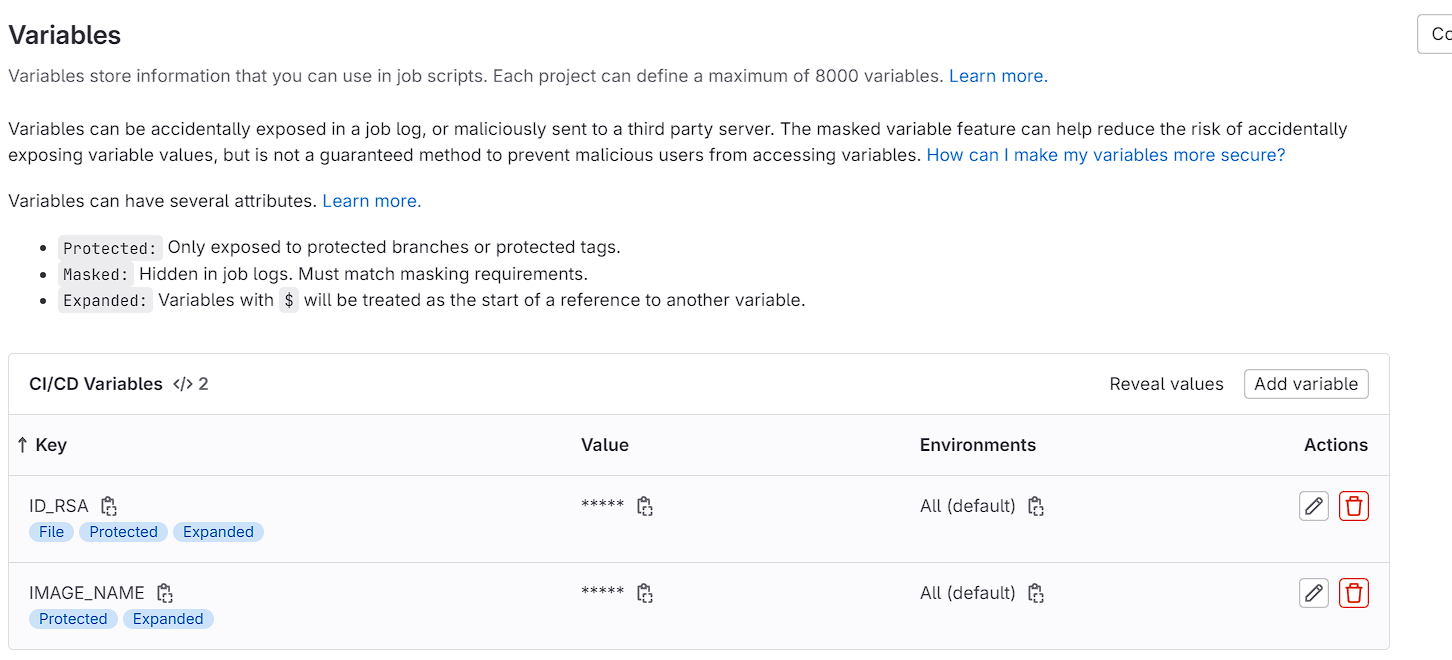 Variables
Co
Variables store information that you can use in job scripts. Each project can define a maximum of 8000 variables. Learn more.
Variables can be accidentally exposed in a job log, or maliciously sent to a third party server. The masked variable feature can help reduce the risk of accidentally
exposing variable values, but is not a guaranteed method to prevent malicious users from accessing variables. How can I make my variables more secure?
Variables can have several attributes. Learn more.
• Protected: Only exposed to protected branches or protected tags.
• Masked: Hidden in job logs. Must match masking requirements.
• Expanded: Variables with $ will be treated as the start of a reference to another variable.
CI/CD Variables </> 2 Reveal values Add variable
↑ Key Value Environments Actions
ID_RSA ***** All (default)
File Protected Expanded
IMAGE_NAME ***** All (default)
Protected Expanded